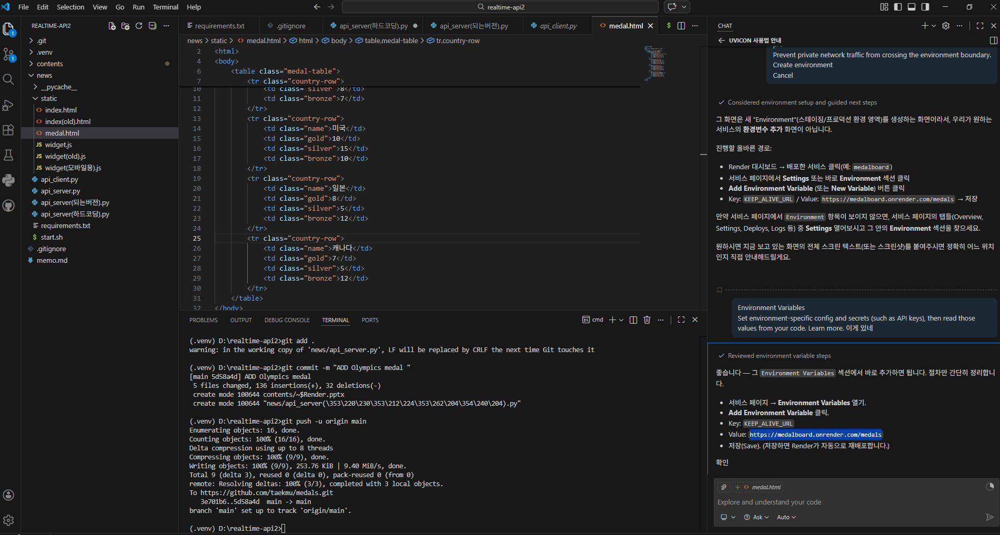 File Edit Selection View Go Run Terminal Help
realtime-api2
REALTIME-API2
1
1
.git
.venv
contents
news
__pycache__
static
index.html
index(old).html
medal.html
JS widget.js
JS widget(old).js
JS widget(모바일용).js
api_client.py
api_server.py
api_server(되는버전).py
api_server(하드코딩).py
requirements.txt
$ start.sh
.gitignore
memo.md
requirements.txt .gitignore api_server(하드코딩).py api_server(되는버전).py api_client.py medal.html
news > static > medal.html > html > body > table.medal-table > tr.country-row
2 <html>
4 <body>
6 <table class="medal-table">
7 <tr class="country-row">
10 <td class="silver">8</td>
11 <td class="bronze">7</td>
12 </tr>
13 <tr class="country-row">
14 <td class="name">미국</td>
15 <td class="gold">10</td>
16 <td class="silver">15</td>
17 <td class="bronze">10</td>
18 </tr>
19 <tr class="country-row">
20 <td class="name">일본</td>
21 <td class="gold">8</td>
22 <td class="silver">5</td>
23 <td class="bronze">12</td>
24 </tr>
25 <tr class="country-row">
26 <td class="name">캐나다</td>
27 <td class="gold">7</td>
28 <td class="silver">5</td>
29 <td class="bronze">12</td>
30 </tr>
31 </table>
32 </body>
PROBLEMS OUTPUT DEBUG CONSOLE TERMINAL PORTS
cmd
(.venv) D:\realtime-api2>git add .
warning: in the working copy of 'news/api_server.py', LF will be replaced by CRLF the next time Git touches it
(.venv) D:\realtime-api2>git commit -m "ADD Olympics medal "
[main 5d58a4d] ADD Olympics medal
5 files changed, 136 insertions(+), 32 deletions(-)
create mode 100644 contents/~$Render.pptx
create mode 100644 "news/api_server(\353\220\230\353\212\224\353\262\204\354\240\204).py"
(.venv) D:\realtime-api2>git push -u origin main
Enumerating objects: 16, done.
Counting objects: 100% (16/16), done.
Delta compression using up to 8 threads
Compressing objects: 100% (9/9), done.
Writing objects: 100% (9/9), 253.76 KiB | 9.40 MiB/s, done.
Total 9 (delta 3), reused 0 (delta 0), pack-reused 0 (from 0)
remote: Resolving deltas: 100% (3/3), completed with 3 local objects.
To https://github.com/taekmu/medals.git
3e701b6..5d58a4d main -> main
branch 'main' set up to track 'origin/main'.
(.venv) D:\realtime-api2>
CHAT
UVICON 사용법 안내
Prevent private network traffic from crossing the environment boundary.
Create environment
Cancel
Considered environment setup and guided next steps
그 화면은 새 “Environment”(스테이징/프로덕션 환경 영역)를 생성하는 화면이라서, 우리가 원하는
서비스의 환경변수 추가 화면이 아닙니다.
진행할 올바른 경로:
• Render 대시보드 → 배포한 서비스 클릭(예: medalboard)
• 서비스 페이지에서 Settings 또는 바로 Environment 섹션 클릭
• Add Environment Variable (또는 New Variable) 버튼 클릭
• Key: KEEP_ALIVE_URL / Value: https://medalboard.onrender.com/medals → 저장
만약 서비스 페이지에서 Environment 항목이 보이지 않으면, 서비스 페이지의 탭들(Overview,
Settings, Deploys, Logs 등) 중 Settings 열어보시고 그 안의 Environment 섹션을 찾으세요.
원하시면 지금 보고 있는 화면의 전체 스크린 텍스트(또는 스크린샷)를 붙여주시면 정확히 어느 위치
인지 직접 안내해드릴게요.
Environment Variables
Set environment-specific config and secrets (such as API keys), then read those
values from your code. Learn more. 이게 있네
Reviewed environment variable steps
좋습니다 — 그 Environment Variables 섹션에서 바로 추가하면 됩니다. 절차만 간단히 정리합니
다.
• 서비스 페이지 → Environment Variables 열기.
• Add Environment Variable 클릭.
• Key: KEEP_ALIVE_URL
• Value: https://medalboard.onrender.com/medals
• 저장(Save). (저장하면 Render가 자동으로 재배포합니다.)
확인
medal.html
Explore and understand your code
Ask Auto